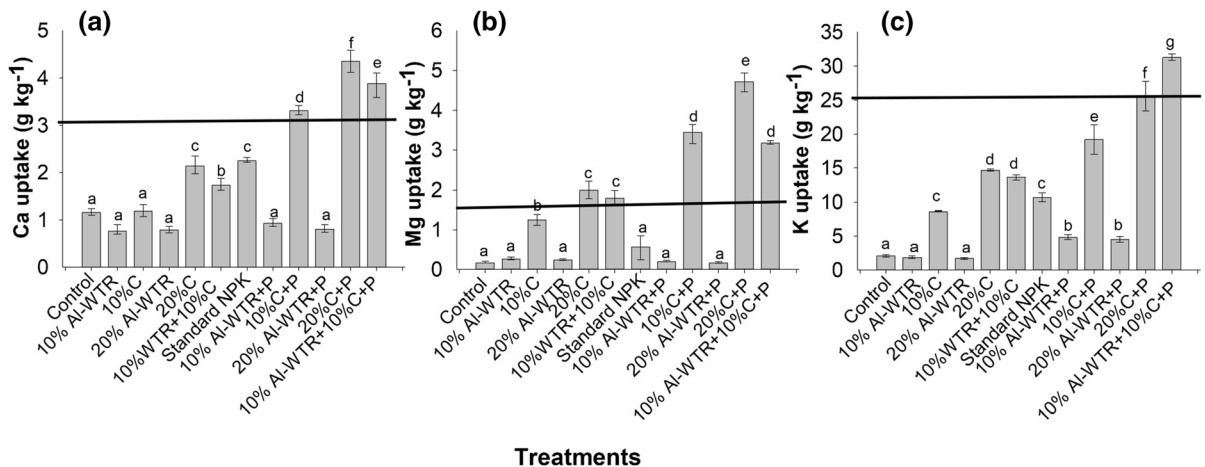 (a)
Ca uptake (g kg-1)
5
4
3
2
1
0
a
a
a
a
c
b
c
a
d
a
f
e
Control
10% Al-WTR
10%C
20% Al-WTR
20%C
10%WTR+10%C
Standard NPK
10% Al-WTR+P
10%C+P
20% Al-WTR+P
20%C+P
10% Al-WTR+10%C+P
(b)
Mg uptake (g kg-1)
6
5
4
3
2
1
0
a
a
b
a
c
c
a
a
d
a
e
d
Control
10% Al-WTR
10%C
20% Al-WTR
20%C
10%WTR+10%C
Standard NPK
10% Al-WTR+P
10%C+P
20% Al-WTR+P
20%C+P
10% Al-WTR+10%C+P
(c)
K uptake (g kg-1)
35
30
25
20
15
10
5
0
a
a
c
a
d
d
c
b
e
b
f
g
Control
10% Al-WTR
10%C
20% Al-WTR
20%C
10%WTR+10%C
Standard NPK
10% Al-WTR+P
10%C+P
20% Al-WTR+P
20%C+P
10% Al-WTR+10%C+P
Treatments